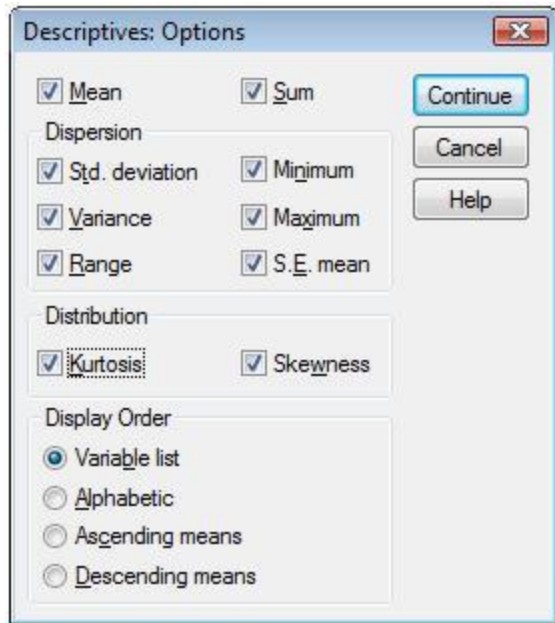 Descriptives: Options
Mean
Sum
Continue
Dispersion
Cancel
Std. deviation
Minimum
Help
Variance
Maximum
Range
S.E. mean
Distribution
Kurtosis
Skewness
Display Order
Variable list
Alphabetic
Ascending means
Descending means